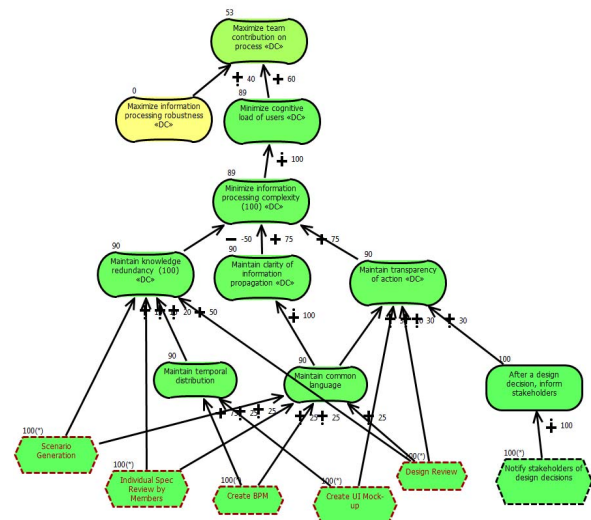 53
Maximize team
contribution on
process «DC»
40
60
0
Maximize information
processing robustness
«DC»
89
Minimize cognitive
load of users «DC»
100
89
Minimize information
processing complexity
(100) «DC»
-50
75
75
90
Maintain knowledge
redundancy (100)
«DC»
90
Maintain clarity of
information
propagation «DC»
90
Maintain transparency
of action «DC»
20
50
100
30
30
90
Maintain temporal
distribution
90
Maintain common
language
100
After a design
decision, inform
stakeholders
75
25
25
25
25
25
100
100(*)
Scenario
Generation
100(*)
Individual Spec
Review by
Members
100(*)
Create BPM
100(*)
Create UI Mock-
up
100(*)
Design Review
100(*)
Notify stakeholders of
design decisions